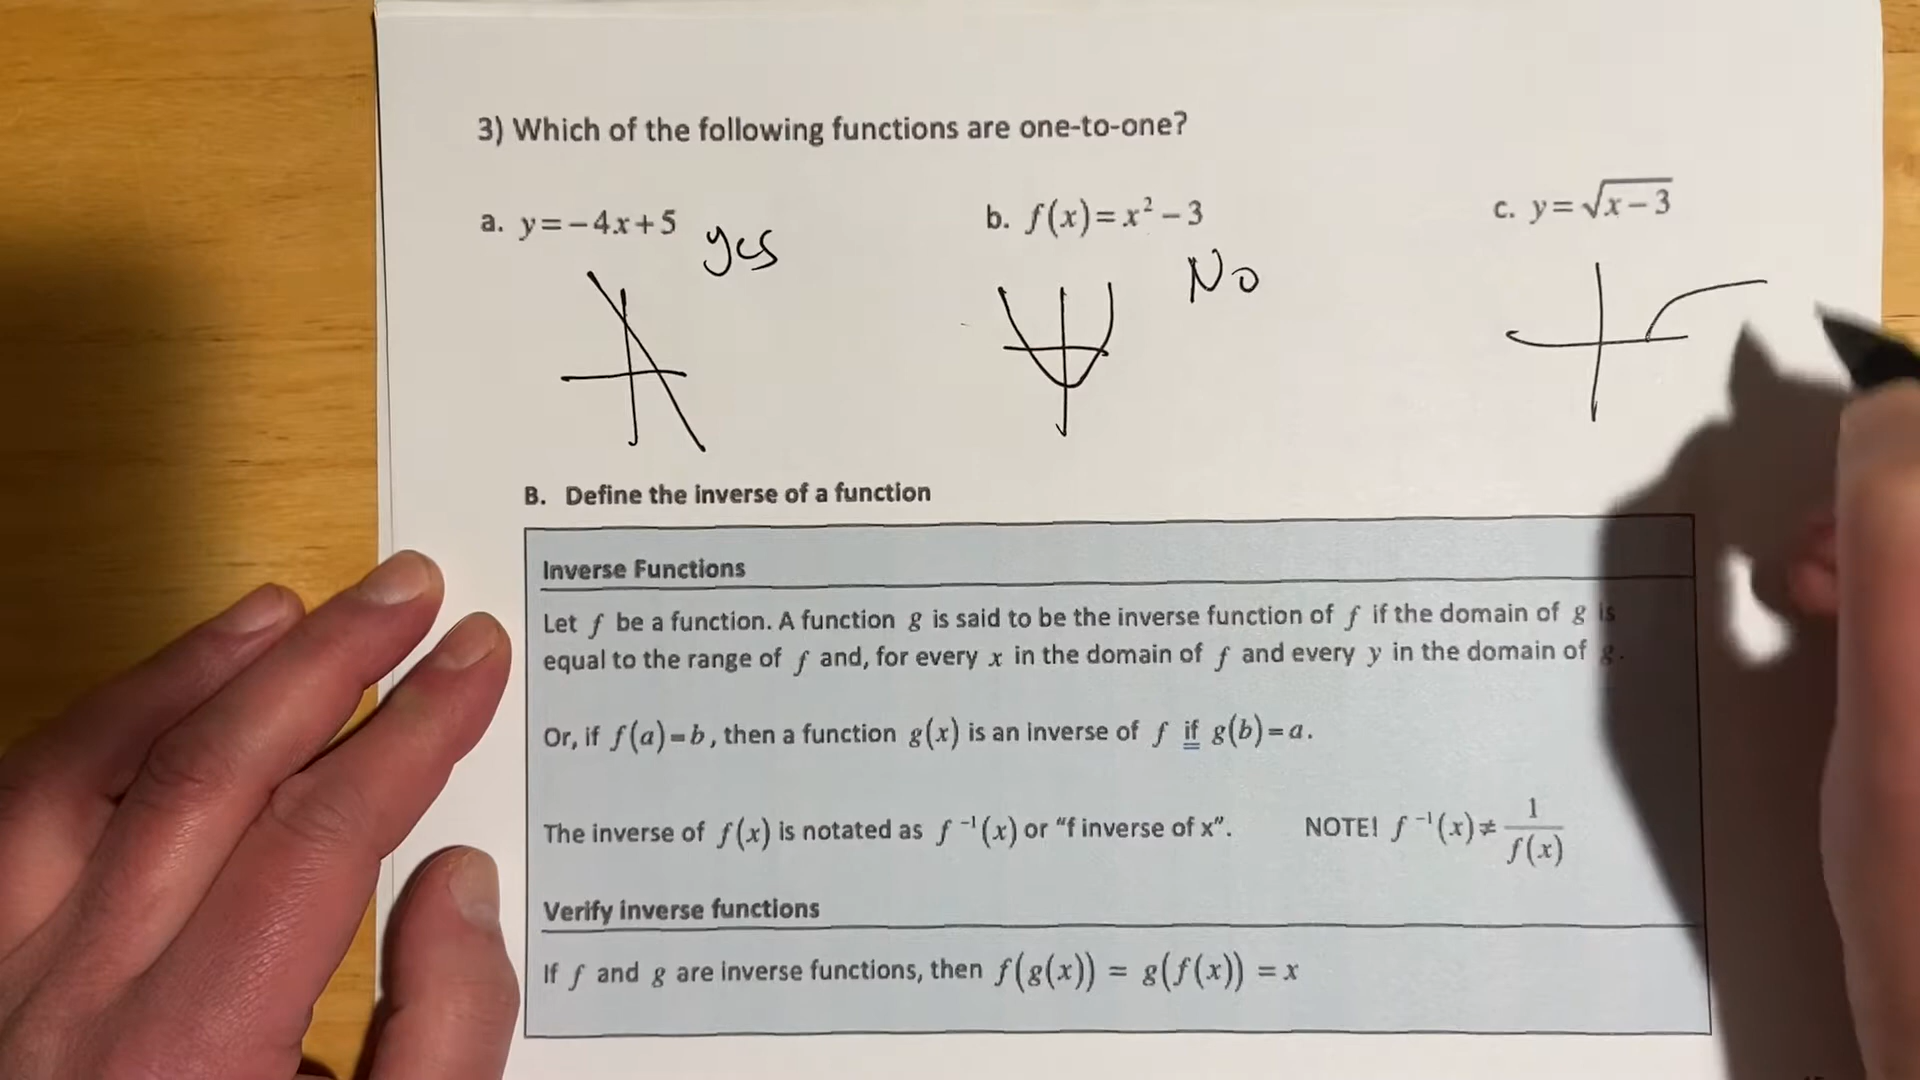 3) Which of the following functions are one-to-one?
a. y=−4x+5 yes b. f(x)=x²−3 No c. y=√x−3
B. Define the inverse of a function
Inverse Functions
Let f be a function. A function g is said to be the inverse function of f if the domain of g is
equal to the range of f and, for every x in the domain of f and every y in the domain of g.
Or, if f(a)=b, then a function g(x) is an inverse of f if g(b)=a.
The inverse of f(x) is notated as f⁻¹(x) or “f inverse of x”. NOTE! f⁻¹(x)≠1/f(x)
Verify inverse functions
If f and g are inverse functions, then f(g(x)) = g(f(x)) = x